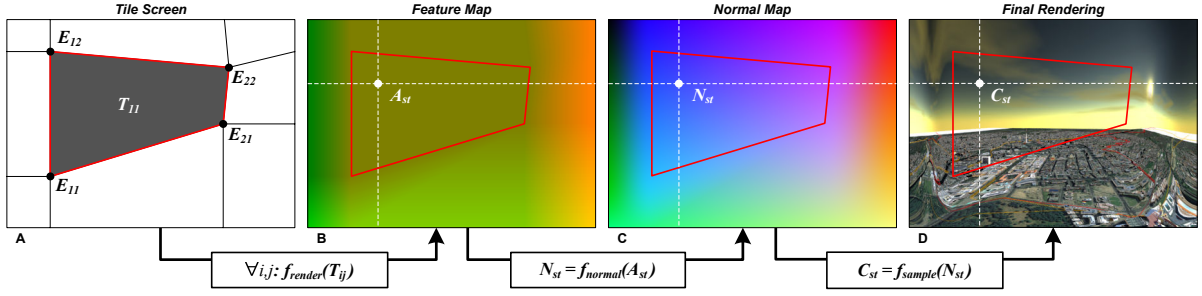 Tile Screen
Feature Map
Normal Map
Final Rendering
E12
E22
T11
E21
E11
Ast
Nst
Cst
A
B
C
D
∀i,j: frender(Tij)
Nst = fnormal(Ast)
Cst = fsample(Nst)